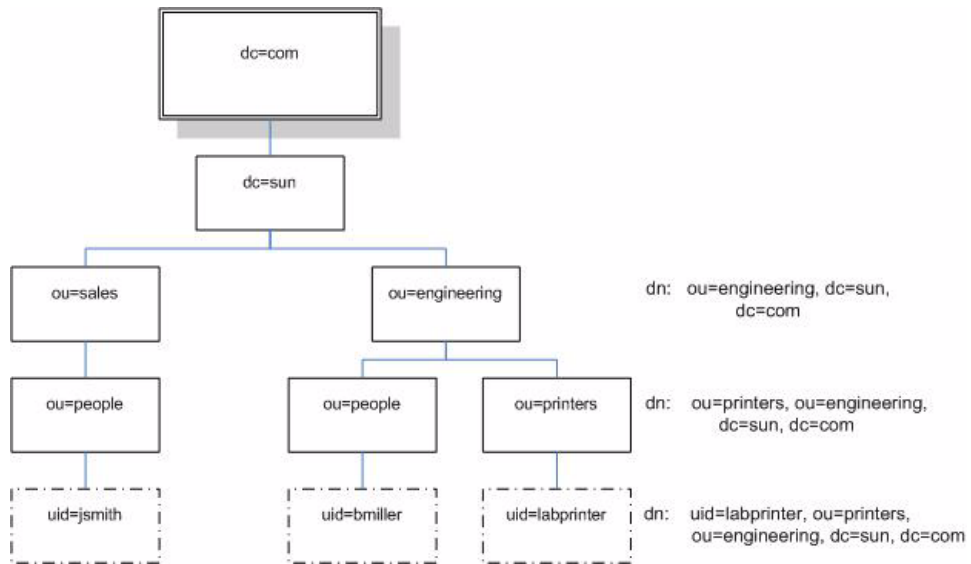 dc=com
dc=sun
ou=sales
ou=engineering
dn: ou=engineering, dc=sun,
dc=com
ou=people
ou=people
ou=printers
dn: ou=printers, ou=engineering,
dc=sun, dc=com
uid=jsmith
uid=bmiller
uid=labprinter
dn: uid=labprinter, ou=printers,
ou=engineering, dc=sun, dc=com